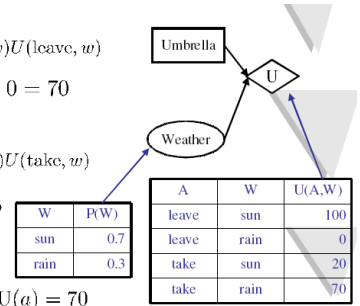 )U(leave, w)
0 = 70
)U(take, w)
U(a) = 70
Umbrella
U
Weather
W P(W)
sun 0.7
rain 0.3
A W U(A,W)
leave sun 100
leave rain 0
take sun 20
take rain 70